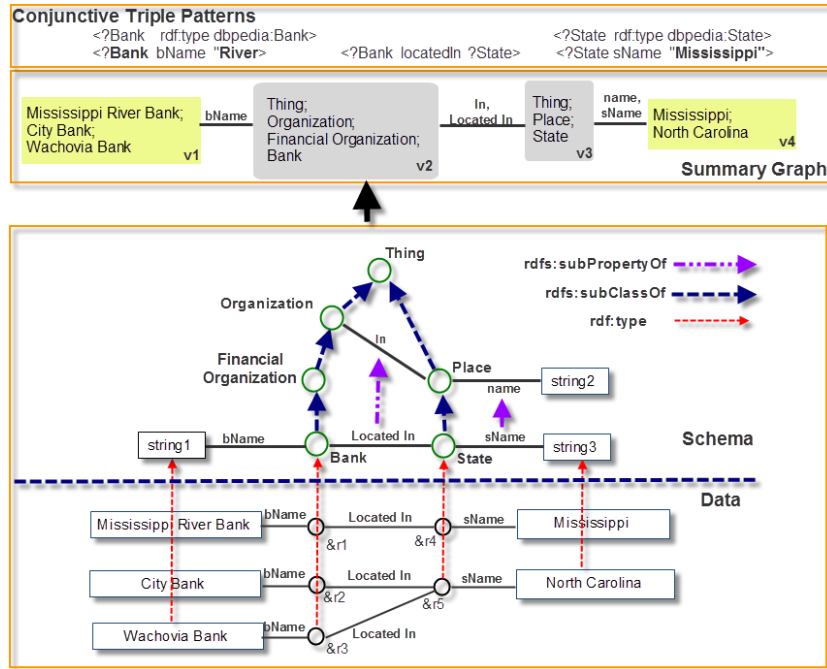 Conjunctive Triple Patterns
<?Bank rdf:type dbpedia:Bank> <?State rdf:type dbpedia:State>
<?Bank bName "River> <?Bank locatedIn ?State> <?State sName "Mississippi">
Mississippi River Bank;
City Bank;
Wachovia Bank
v1
bName
Thing;
Organization;
Financial Organization;
Bank
v2
In,
Located In
Thing;
Place;
State
v3
name,
sName
Mississippi;
North Carolina
v4
Summary Graph
Thing
rdfs:subPropertyOf
rdfs:subClassOf
rdf:type
Organization
In
Financial
Organization
Place
name
string2
string1
bName
Located In
sName
string3
Bank
State
Schema
Data
Mississippi River Bank
bName
Located In
sName
Mississippi
&r1
&r4
City Bank
bName
Located In
sName
North Carolina
&r2
&r5
Wachovia Bank
bName
Located In
&r3